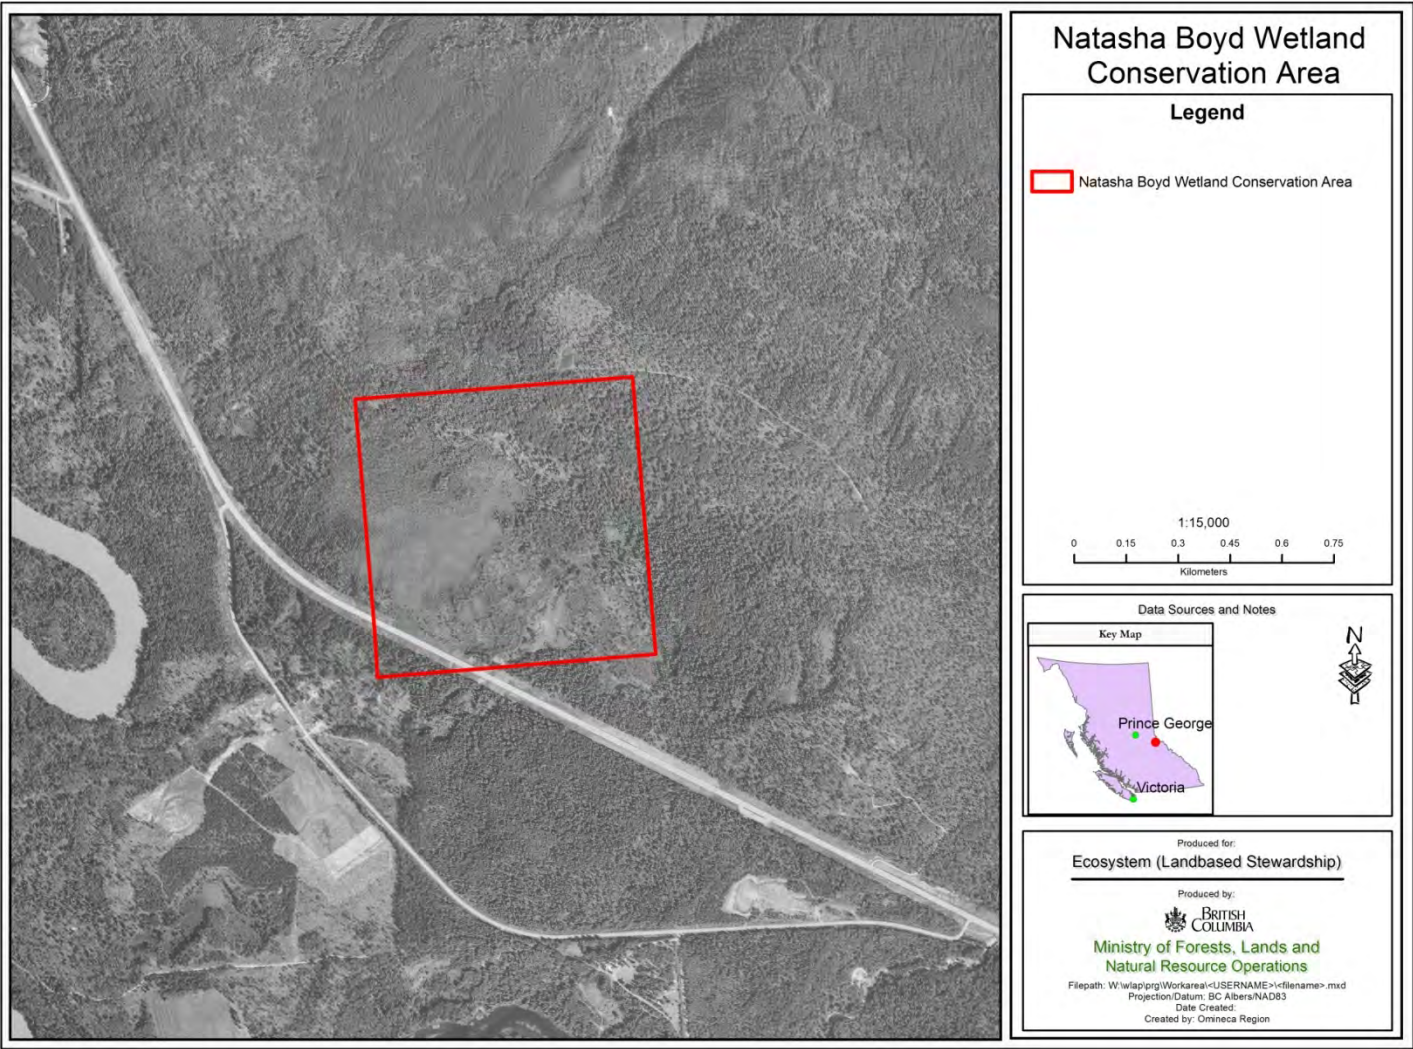 Natasha Boyd Wetland
Conservation Area
Legend
Natasha Boyd Wetland Conservation Area
1:15,000
0 0.15 0.3 0.45 0.6 0.75
Kilometers
Data Sources and Notes
Key Map
N
Prince George
Victoria
Produced for:
Ecosystem (Landbased Stewardship)
Produced by:
BRITISH
COLUMBIA
Ministry of Forests, Lands and
Natural Resource Operations
Filepath: W:\wlap\prg\Workarea\<USERNAME>\<filename>.mxd
Projection/Datum: BC Albers/NAD83
Date Created:
Created by: Omineca Region